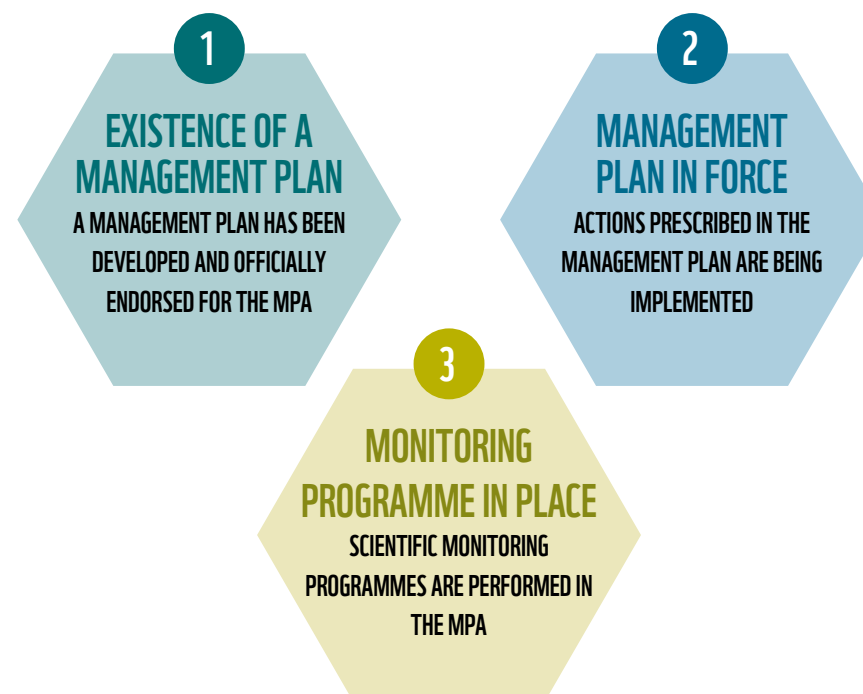 1
EXISTENCE OF A
MANAGEMENT PLAN
A MANAGEMENT PLAN HAS BEEN
DEVELOPED AND OFFICIALLY
ENDORSED FOR THE MPA
2
MANAGEMENT
PLAN IN FORCE
ACTIONS PRESCRIBED IN THE
MANAGEMENT PLAN ARE BEING
IMPLEMENTED
3
MONITORING
PROGRAMME IN PLACE
SCIENTIFIC MONITORING
PROGRAMMES ARE PERFORMED IN
THE MPA